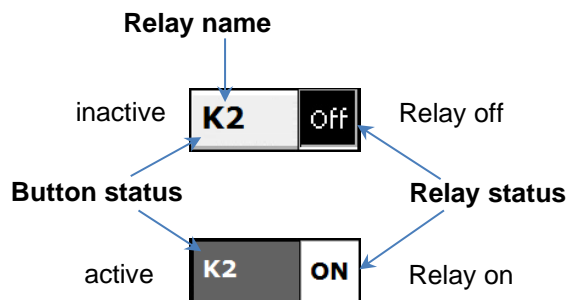 Relay name
inactive K2 Off Relay off
Button status Relay status
active K2 ON Relay on